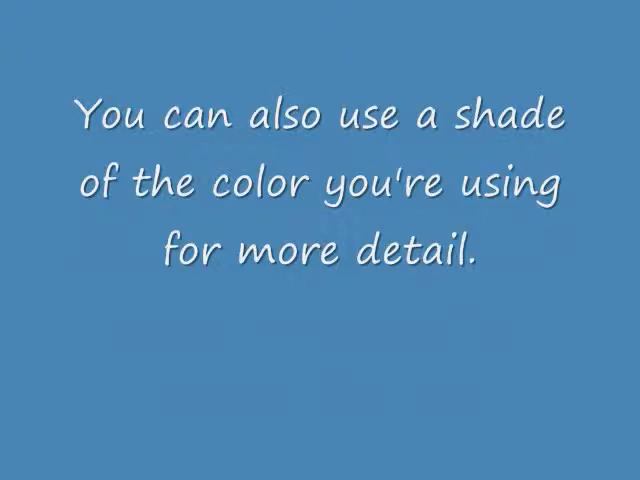 You can also use a shade
of the color you're using
for more detail.